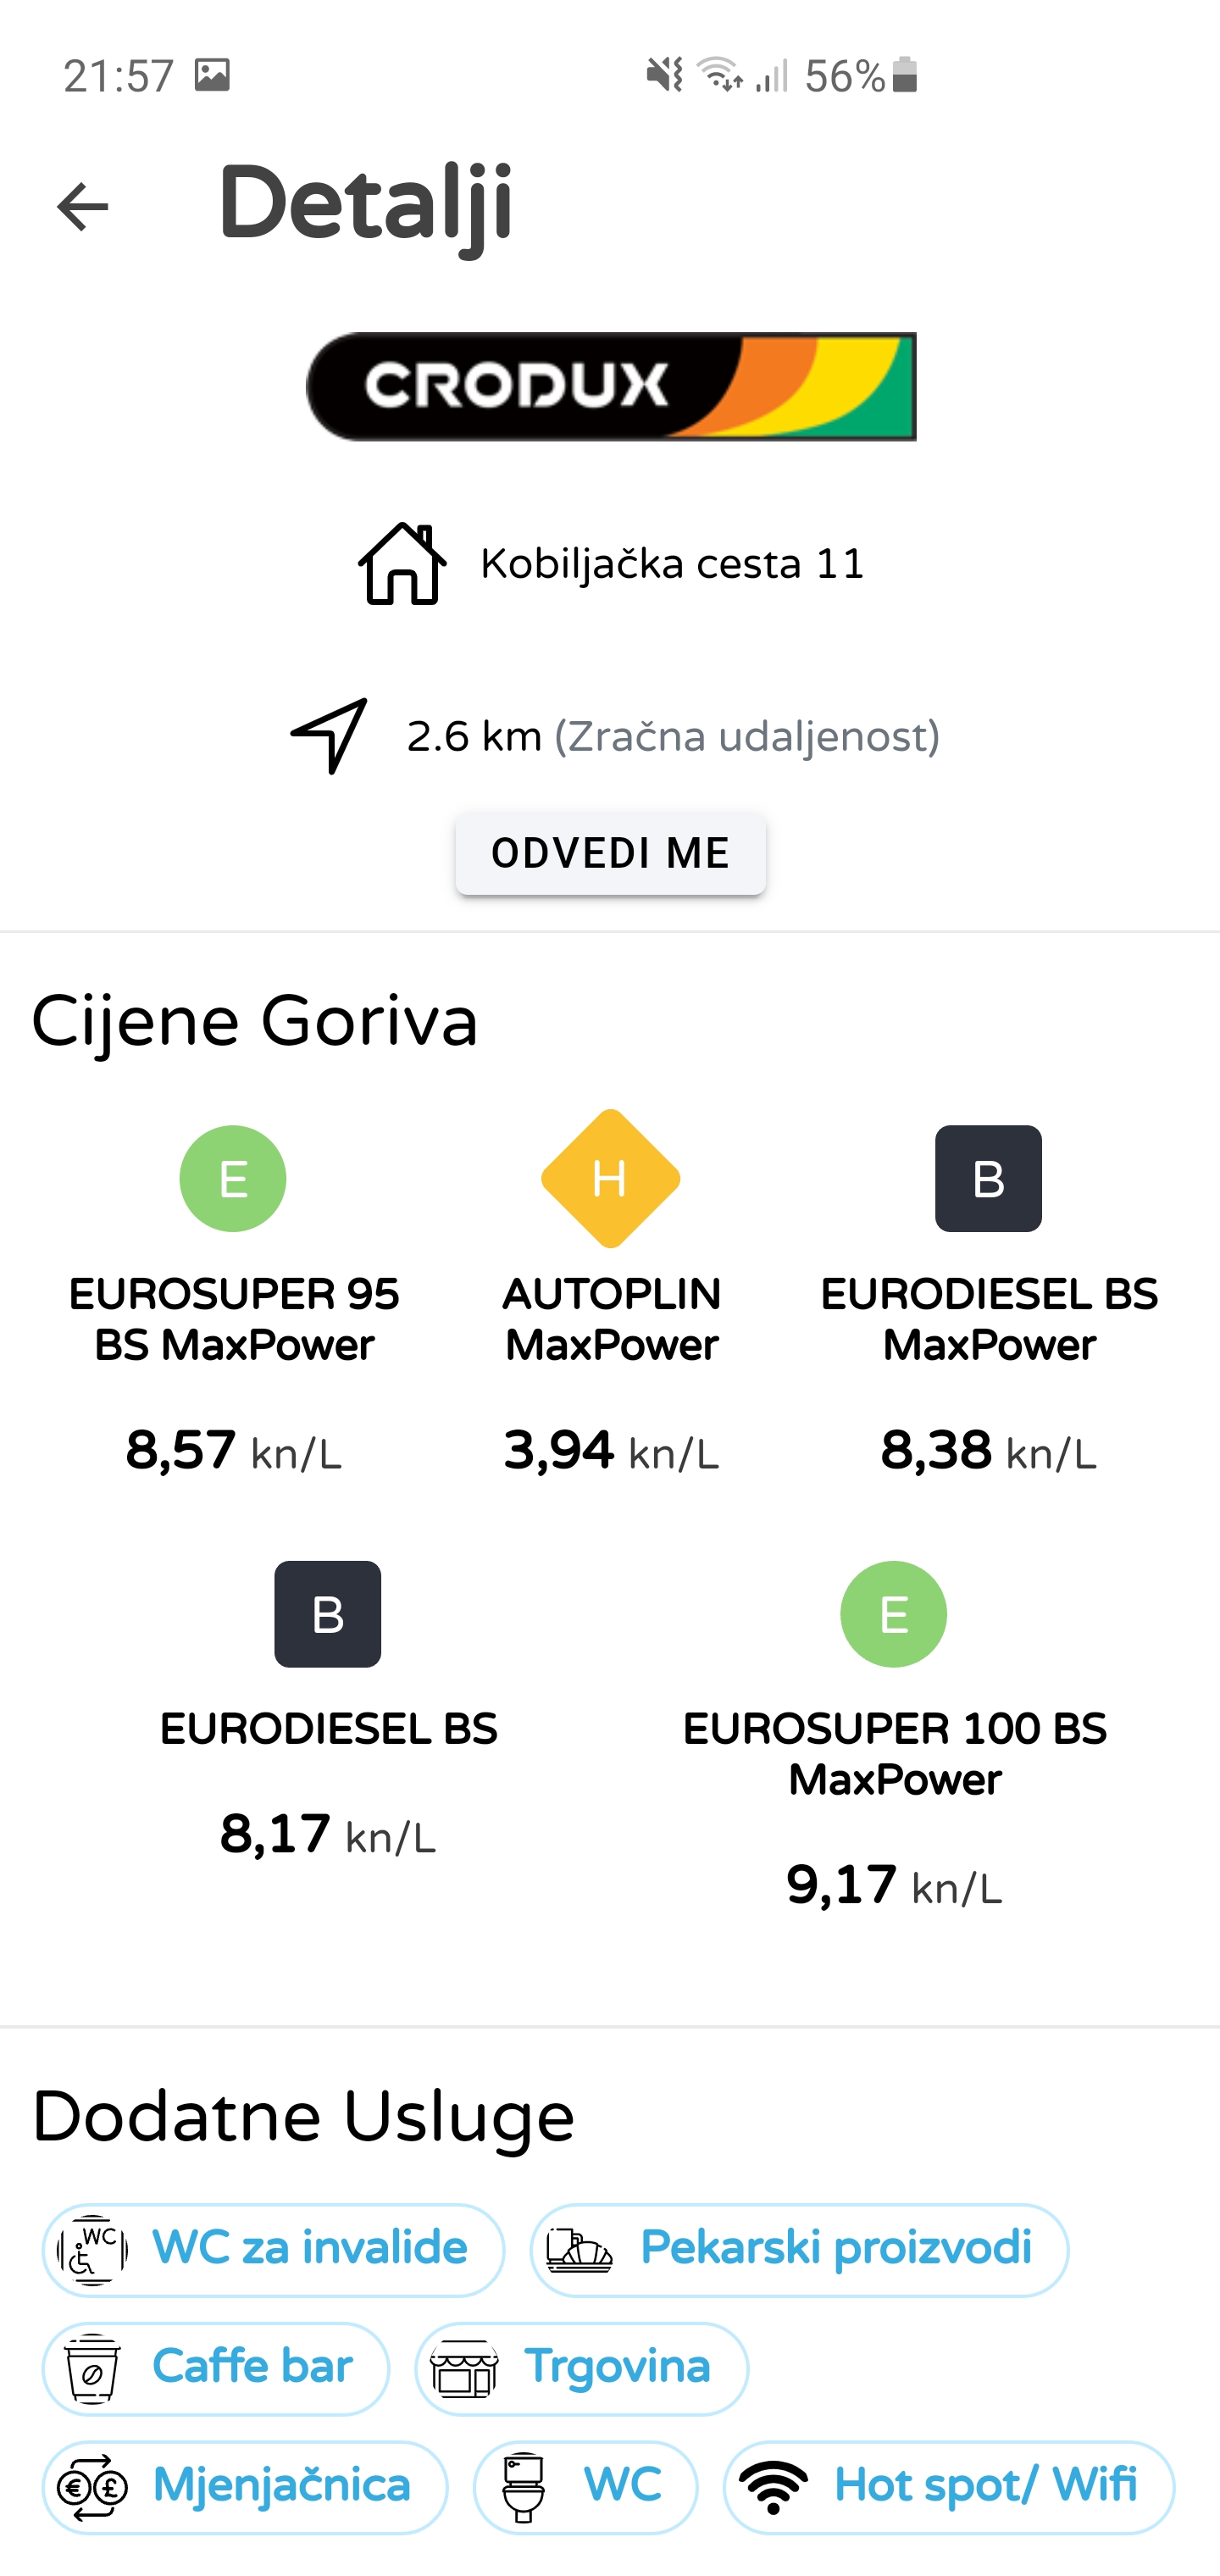 21:57 56%
Detalji
CRODUX
Kobiljačka cesta 11
2.6 km (Zračna udaljenost)
ODVEDI ME
Cijene Goriva
E H B
EUROSUPER 95 AUTOPLIN EURODIESEL BS
BS MaxPower MaxPower MaxPower
8,57 kn/L 3,94 kn/L 8,38 kn/L
B E
EURODIESEL BS EUROSUPER 100 BS
MaxPower
8,17 kn/L
9,17 kn/L
Dodatne Usluge
WC WC za invalide Pekarski proizvodi
Caffe bar Trgovina
€ £ Mjenjačnica WC Hot spot/ Wifi